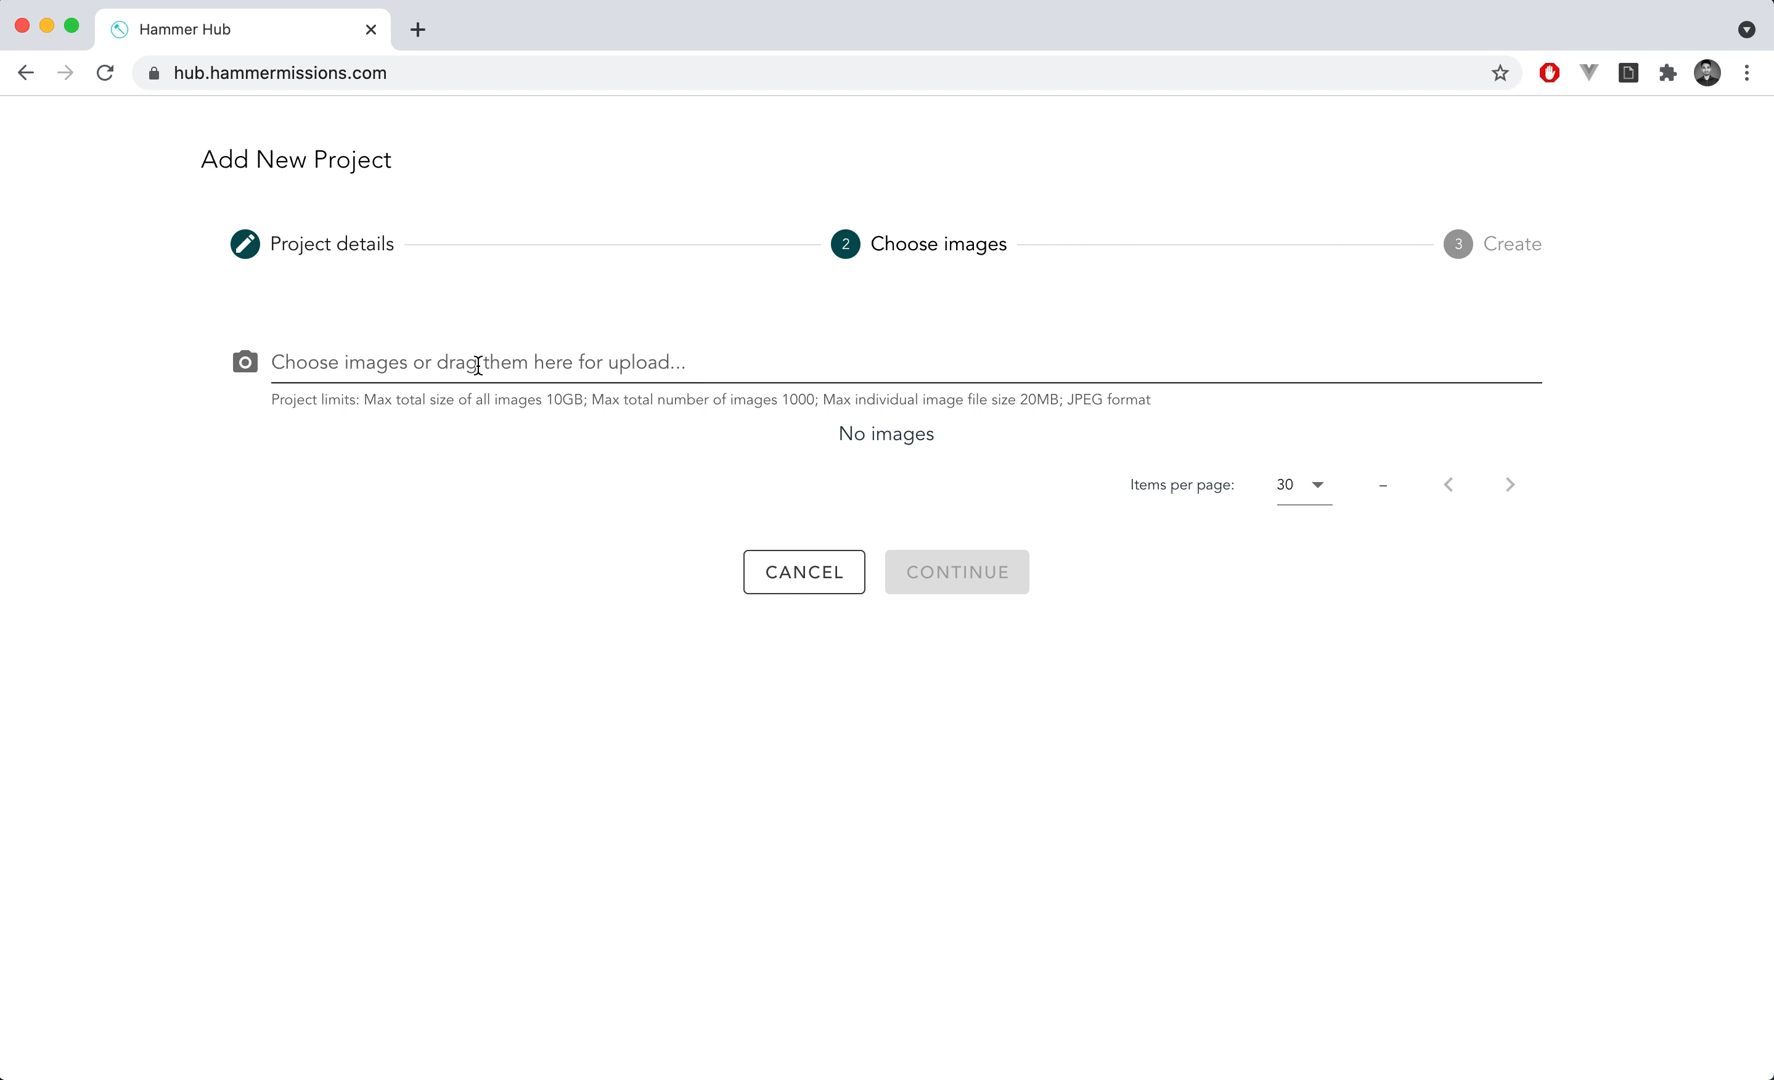 Hammer Hub
hub.hammermissions.com
Add New Project
Project details
2 Choose images
3 Create
Choose images or drag them here for upload...
Project limits: Max total size of all images 10GB; Max total number of images 1000; Max individual image file size 20MB; JPEG format
No images
Items per page: 30 –
CANCEL CONTINUE